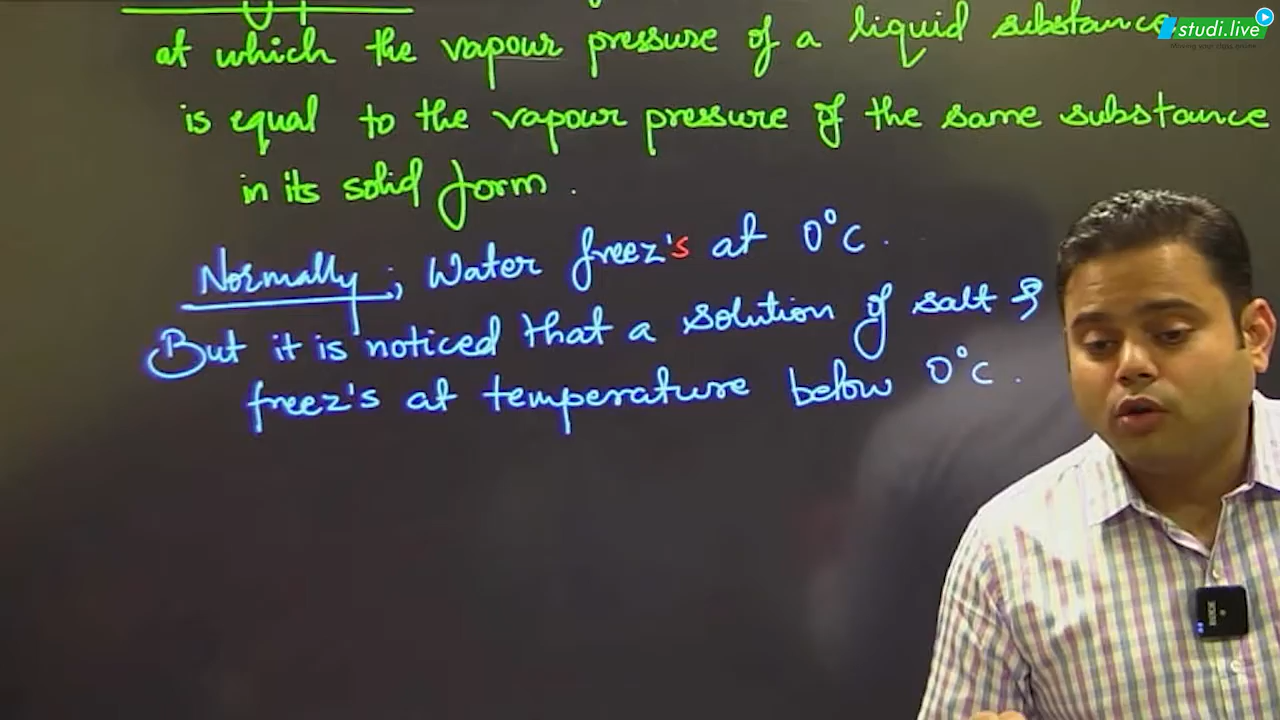 at which the vapour pressure of a liquid substance
is equal to the vapour pressure of the same substance
in its solid form.
Normally; Water freez's at 0°C.
But it is noticed that a solution of salt &
freez's at temperature below 0°C.
studi.live